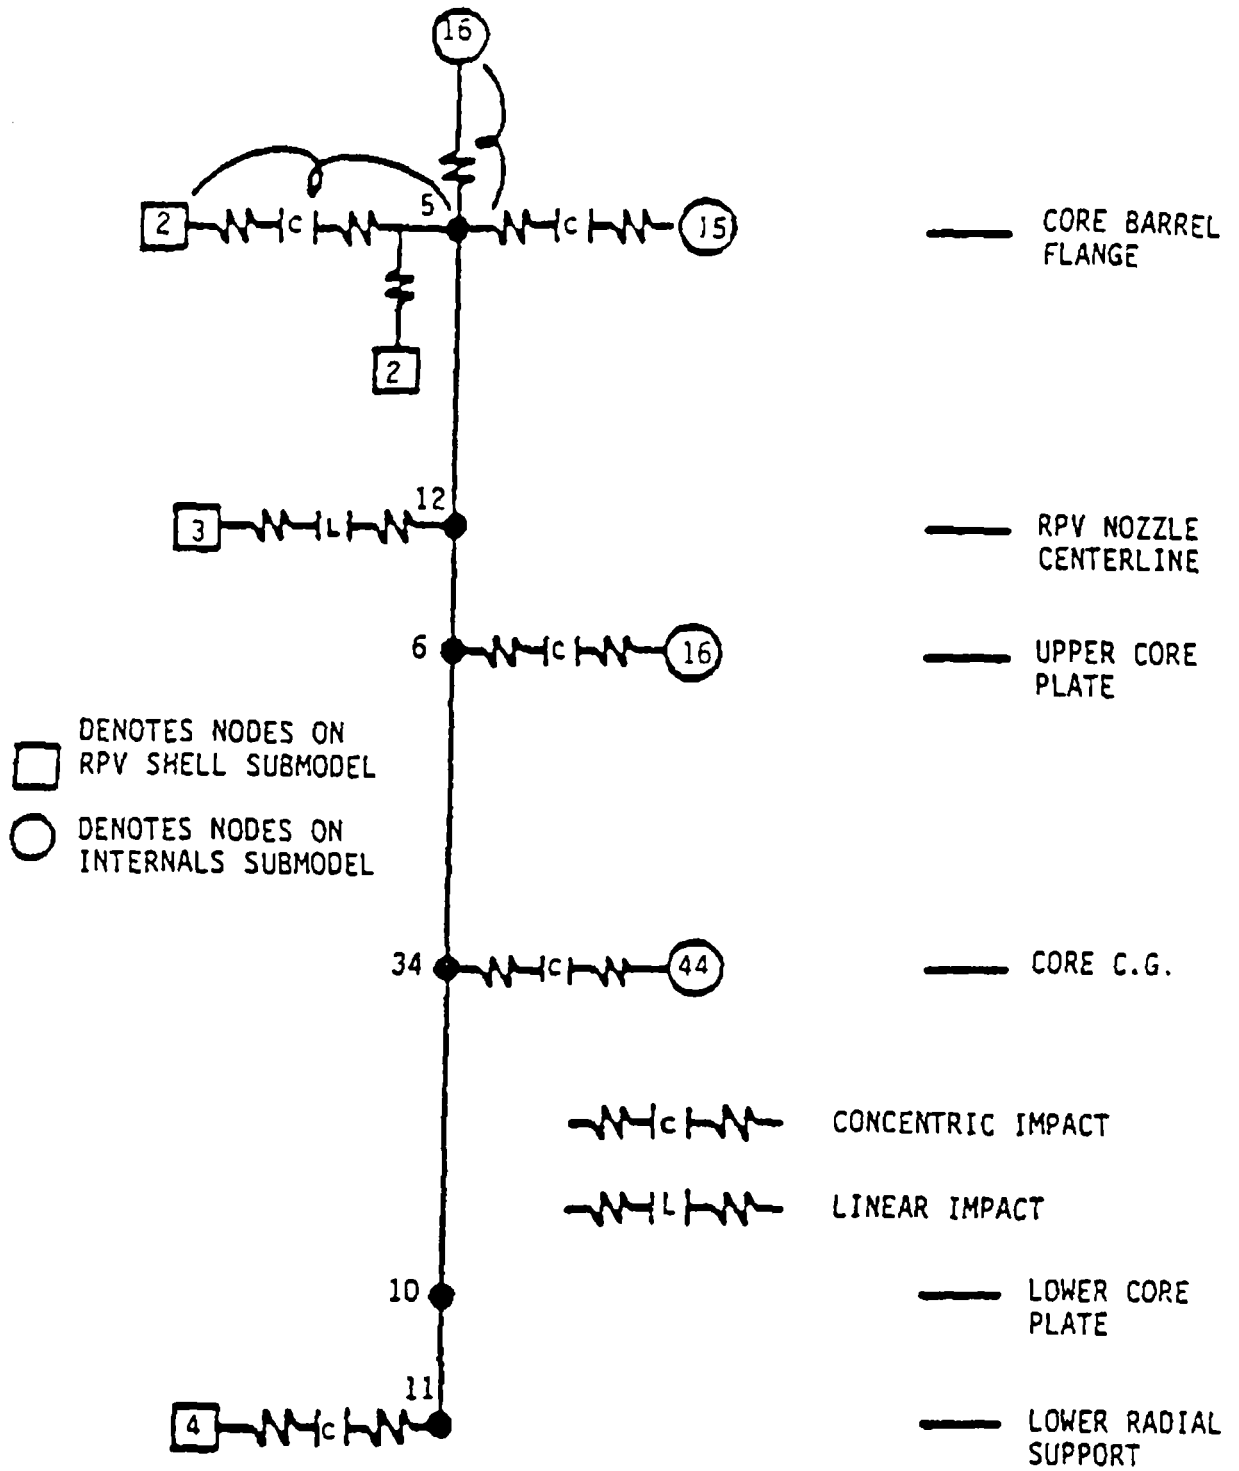 16
5
2 C C 15
CORE BARREL
FLANGE
2
12
3 L
RPV NOZZLE
CENTERLINE
6 C 16
UPPER CORE
PLATE
DENOTES NODES ON
RPV SHELL SUBMODEL
DENOTES NODES ON
INTERNALS SUBMODEL
34 C 44
CORE C.G.
C CONCENTRIC IMPACT
L LINEAR IMPACT
10
LOWER CORE
PLATE
11
4 C
LOWER RADIAL
SUPPORT